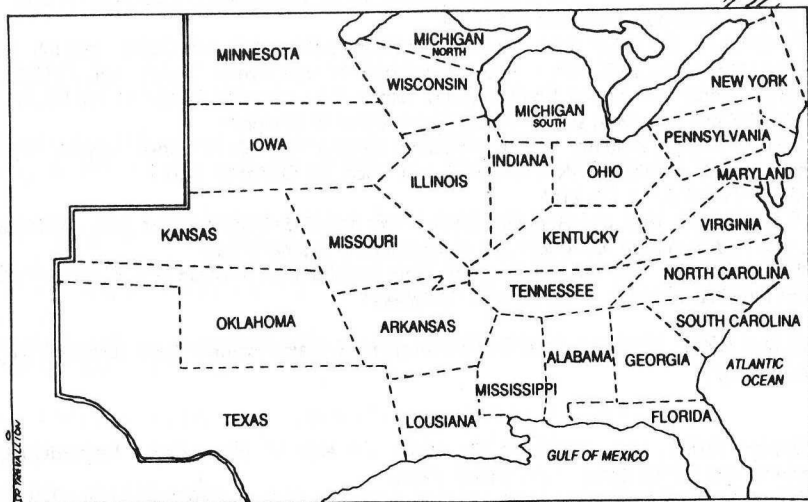 MINNESOTA
MICHIGAN
NORTH
WISCONSIN
NEW YORK
MICHIGAN
SOUTH
IOWA
PENNSYLVANIA
INDIANA
OHIO
ILLINOIS
MARYLAND
KANSAS
MISSOURI
KENTUCKY
VIRGINIA
NORTH CAROLINA
TENNESSEE
OKLAHOMA
ARKANSAS
SOUTH CAROLINA
ALABAMA
GEORGIA
ATLANTIC
OCEAN
MISSISSIPPI
TEXAS
LOUSIANA
FLORIDA
GULF OF MEXICO